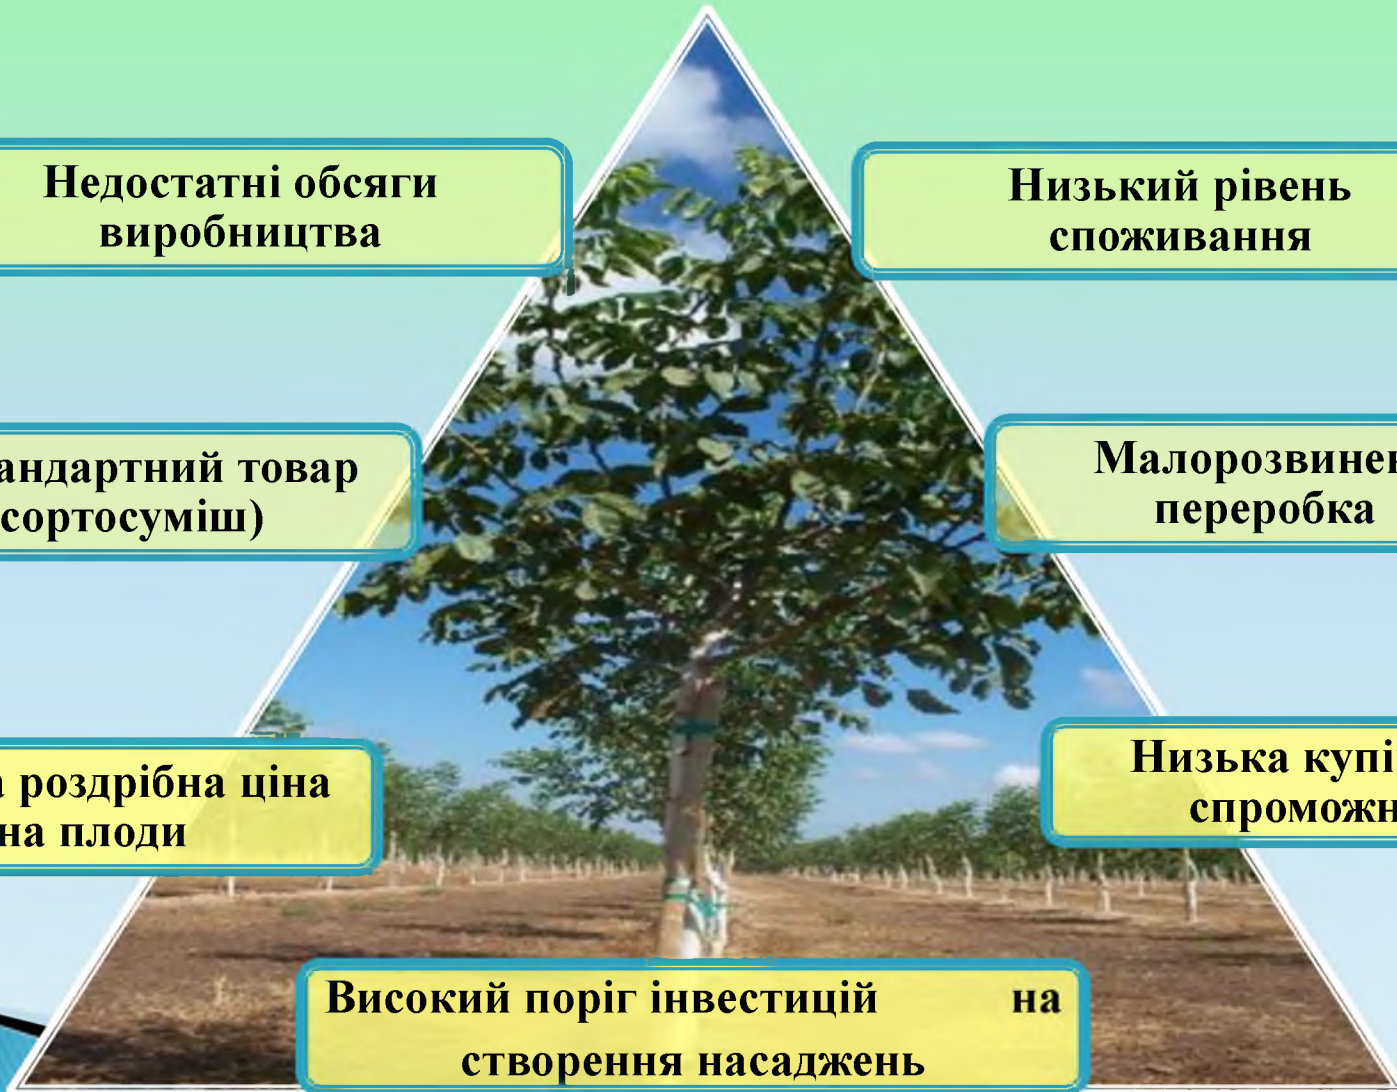 Недостатні обсяги
виробництва
Низький рівень
споживання
андартний товар
сортосуміш)
Малорозвинен
переробка
а роздрібна ціна
на плоди
Низька купі
спроможн
Високий поріг інвестицій на
створення насаджень